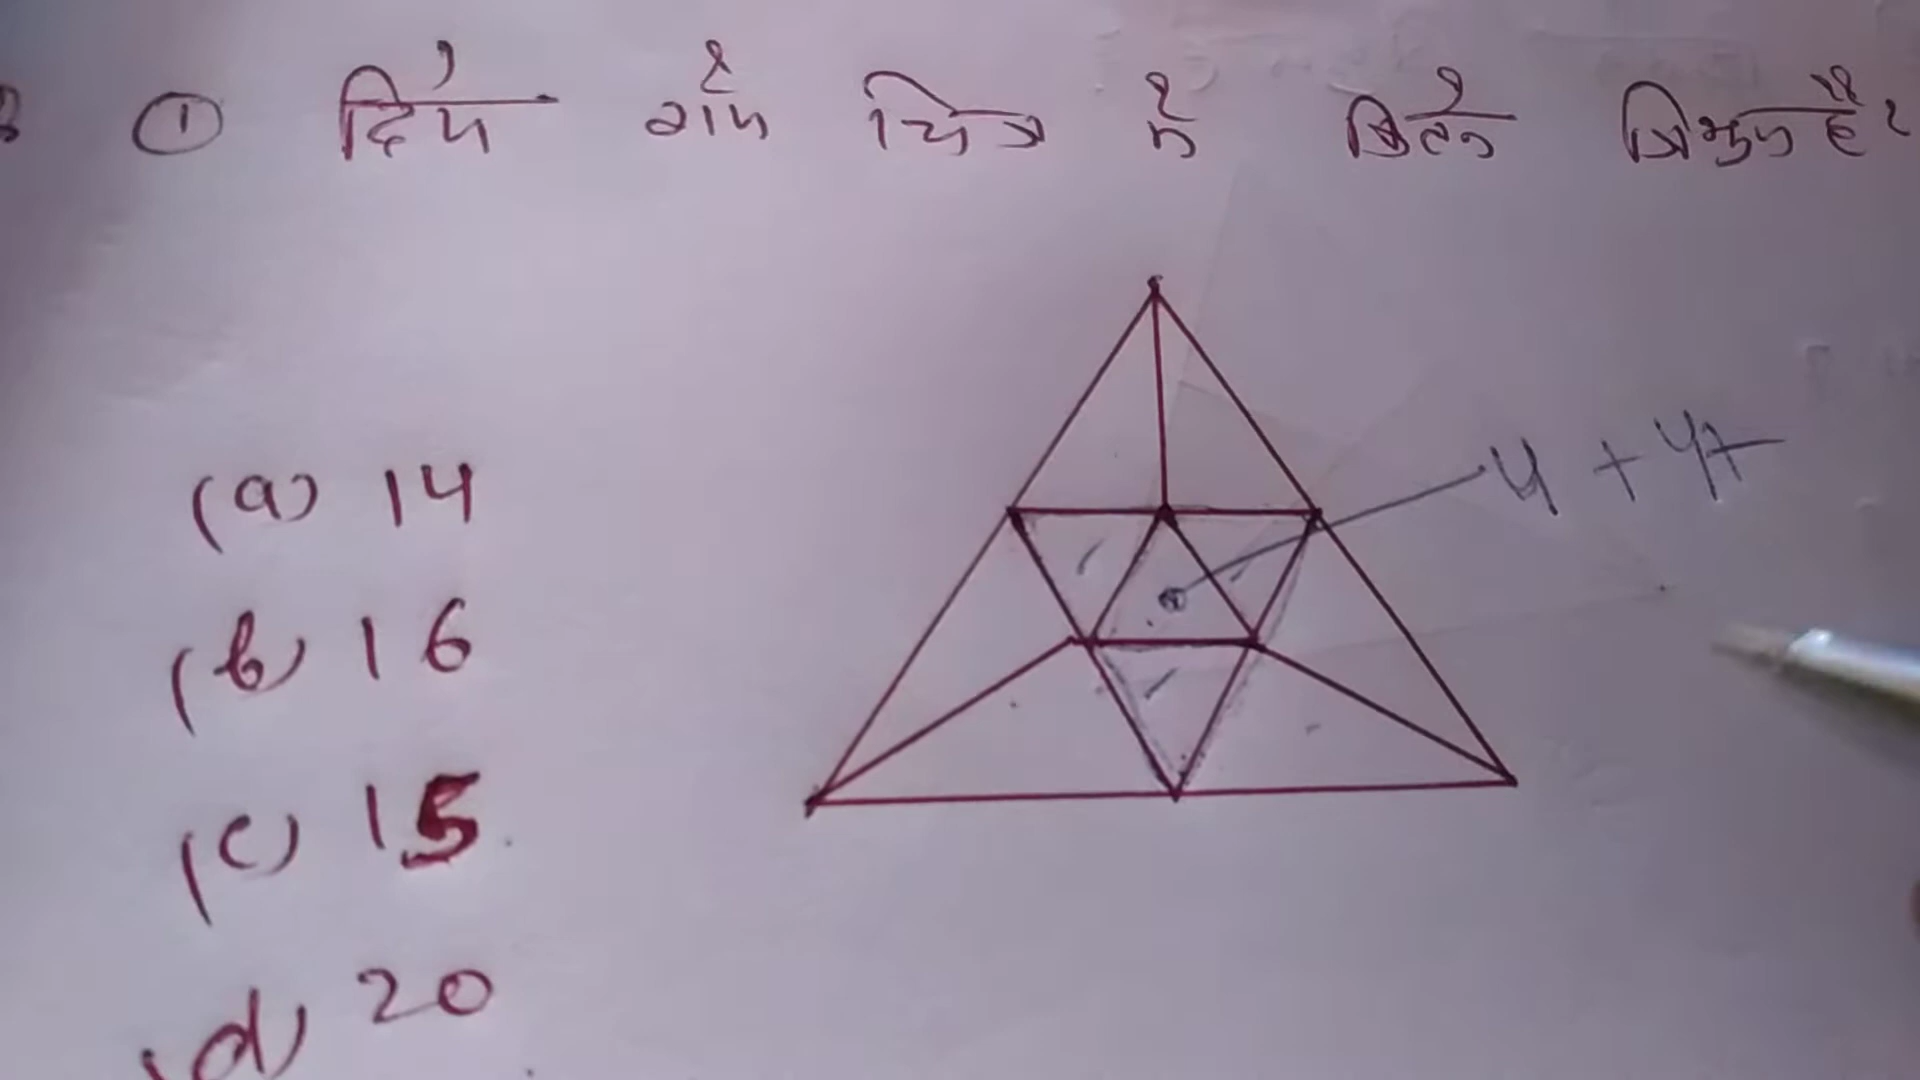 ① दिये गये चित्र में कितने त्रिभुज हैं?
(a) 14
(b) 16
(c) 15
(d) 20
4 + 4+